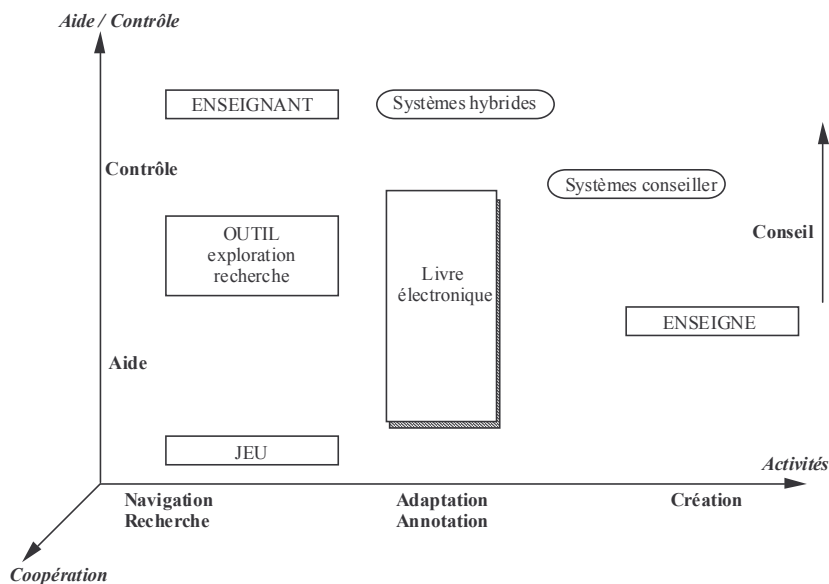 Aide / Contrôle
ENSEIGNANT
Systèmes hybrides
Contrôle
Systèmes conseiller
OUTIL
exploration
recherche
Conseil
Livre
électronique
ENSEIGNE
Aide
JEU
Activités
Navigation
Recherche
Adaptation
Annotation
Création
Coopération